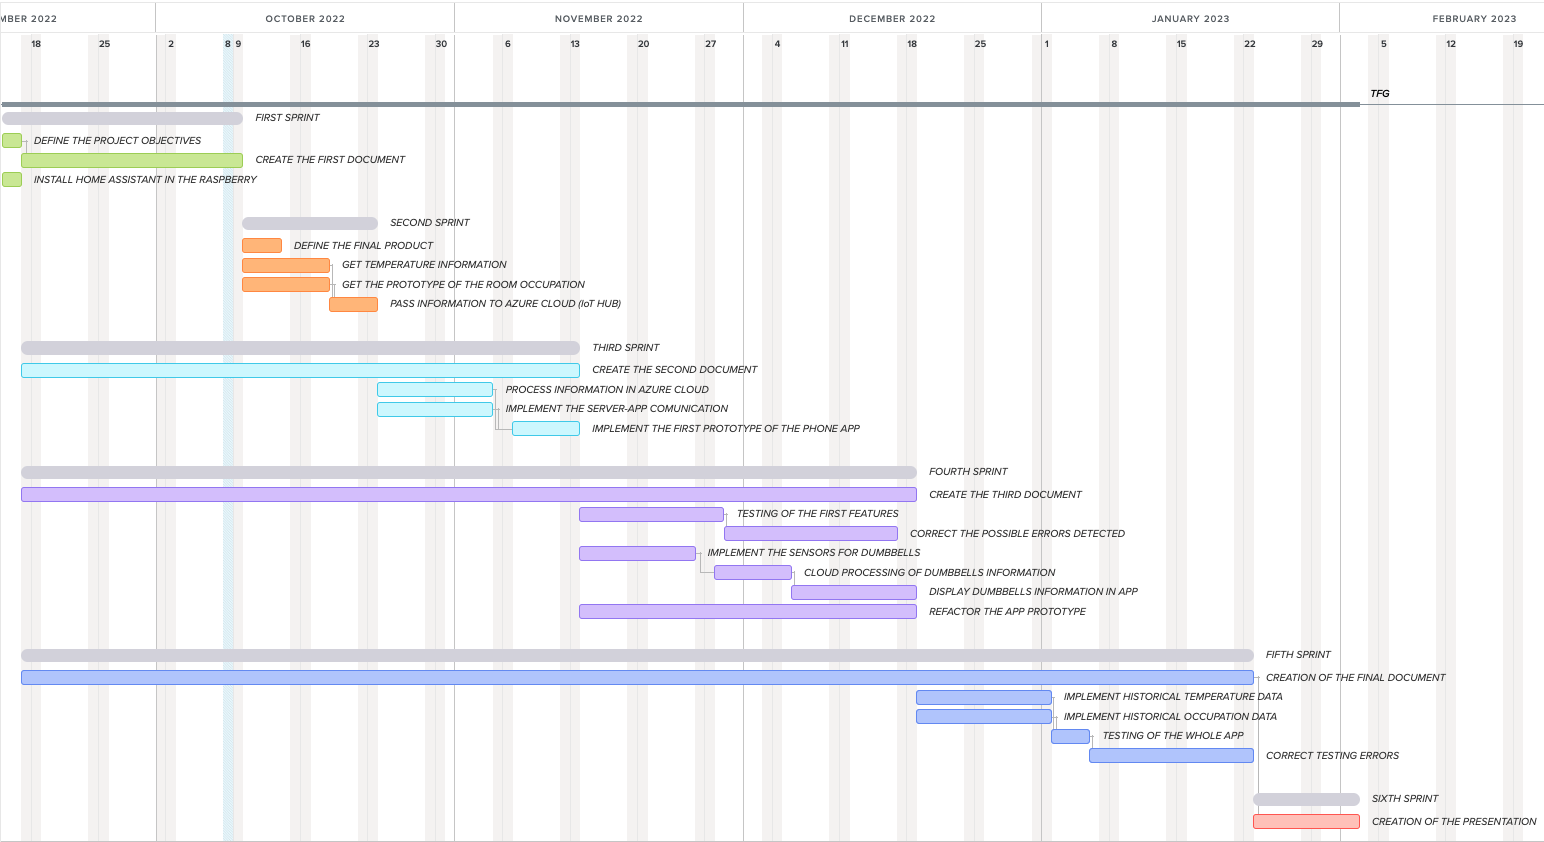 MBER 2022 OCTOBER 2022 NOVEMBER 2022 DECEMBER 2022 JANUARY 2023 FEBRUARY 2023
18 25 2 8 9 16 23 30 6 13 20 27 4 11 18 25 1 8 15 22 29 5 12 19
TFG
FIRST SPRINT
DEFINE THE PROJECT OBJECTIVES
CREATE THE FIRST DOCUMENT
INSTALL HOME ASSISTANT IN THE RASPBERRY
SECOND SPRINT
DEFINE THE FINAL PRODUCT
GET TEMPERATURE INFORMATION
GET THE PROTOTYPE OF THE ROOM OCCUPATION
PASS INFORMATION TO AZURE CLOUD (IoT HUB)
THIRD SPRINT
CREATE THE SECOND DOCUMENT
PROCESS INFORMATION IN AZURE CLOUD
IMPLEMENT THE SERVER-APP COMUNICATION
IMPLEMENT THE FIRST PROTOTYPE OF THE PHONE APP
FOURTH SPRINT
CREATE THE THIRD DOCUMENT
TESTING OF THE FIRST FEATURES
CORRECT THE POSSIBLE ERRORS DETECTED
IMPLEMENT THE SENSORS FOR DUMBBELLS
CLOUD PROCESSING OF DUMBBELLS INFORMATION
DISPLAY DUMBBELLS INFORMATION IN APP
REFACTOR THE APP PROTOTYPE
FIFTH SPRINT
CREATION OF THE FINAL DOCUMENT
IMPLEMENT HISTORICAL TEMPERATURE DATA
IMPLEMENT HISTORICAL OCCUPATION DATA
TESTING OF THE WHOLE APP
CORRECT TESTING ERRORS
SIXTH SPRINT
CREATION OF THE PRESENTATION